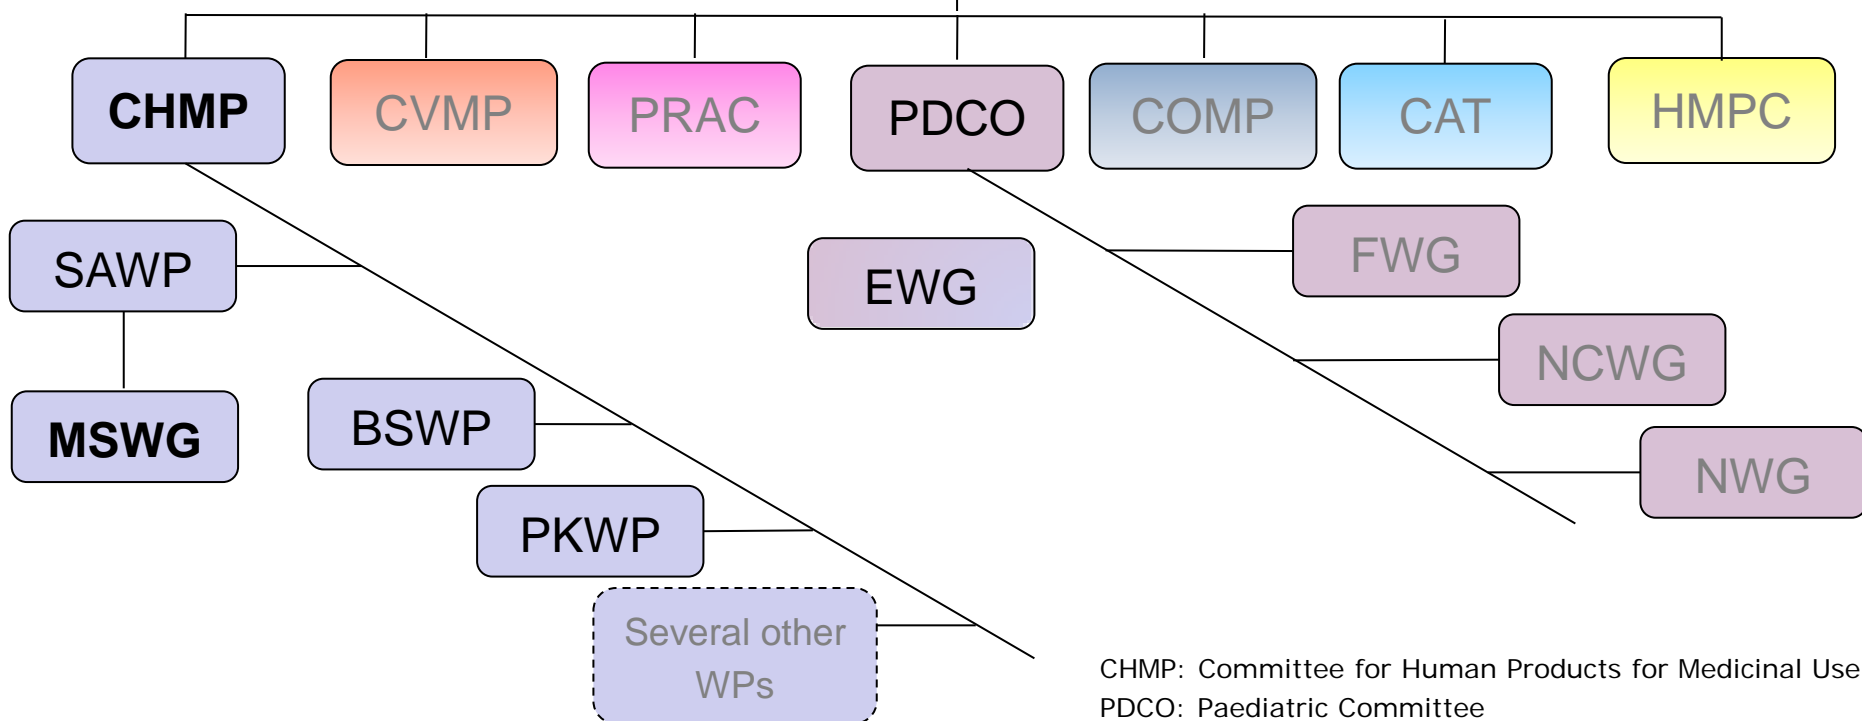 CHMP
CVMP
PRAC
PDCO
COMP
CAT
HMPC
SAWP
EWG
FWG
NCWG
MSWG
BSWP
NWG
PKWP
Several other
WPs
CHMP: Committee for Human Products for Medicinal Use
PDCO: Paediatric Committee